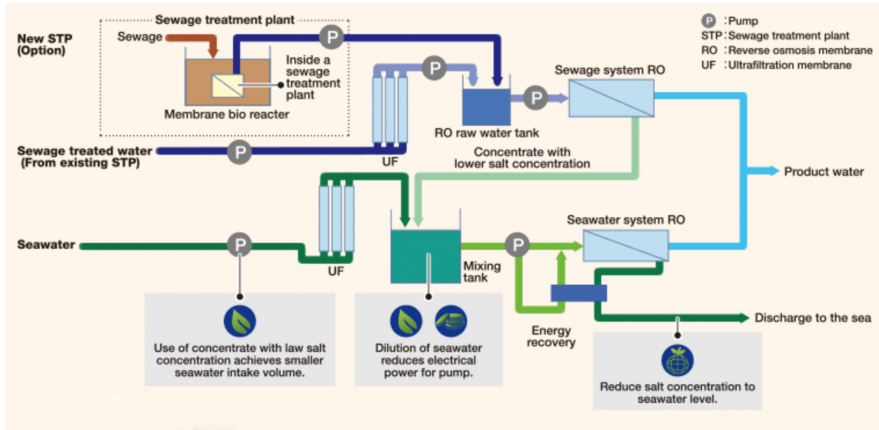 Sewage treatment plant
New STP
(Option)
Sewage
P
Inside a
sewage
treatment
plant
Membrane bio reacter
P :Pump
STP:Sewage treatment plant
RO :Reverse osmosis membrane
UF :Ultrafiltration membrane
P
P
Sewage system RO
RO raw water tank
Sewage treated water
(From existing STP)
P
UF
Concentrate with
lower salt concentration
Product water
Seawater
P
UF
Mixing
tank
P
Seawater system RO
Energy
recovery
Discharge to the sea
Use of concentrate with law salt
concentration achieves smaller
seawater intake volume.
Dilution of seawater
reduces electrical
power for pump.
Reduce salt concentration to
seawater level.